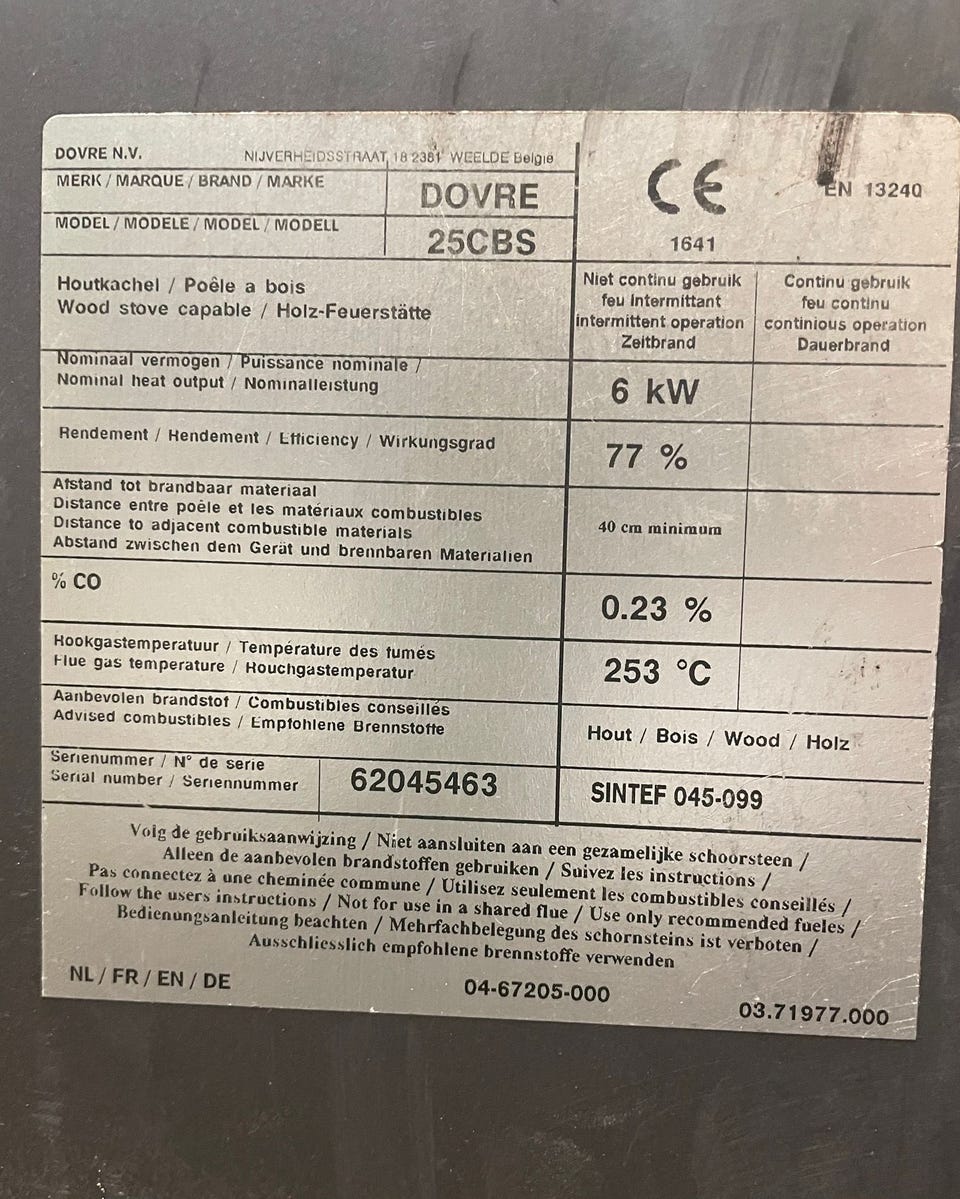 DOVRE N.V. NIJVERHEIDSSTRAAT 18 2381 WEELDE België
MERK / MARQUE / BRAND / MARKE DOVRE
MODEL / MODELE / MODEL / MODELL 25CBS
CE
1641
EN 13240
Houtkachel / Poêle a bois
Wood stove capable / Holz-Feuerstätte
Niet continu gebruik
feu intermittant
intermittent operation
Zeitbrand
Continu gebruik
feu continu
continious operation
Dauerbrand
Nominaal vermogen / Puissance nominale /
Nominal heat output / Nominalleistung
6 kW
Rendement / Rendement / Efficiency / Wirkungsgrad
77 %
Afstand tot brandbaar materiaal
Distance entre poêle et les matériaux combustibles
Distance to adjacent combustible materials
Abstand zwischen dem Gerät und brennbaren Materialien
40 cm minimum
% CO
0.23 %
Rookgastemperatuur / Température des fumés
Flue gas temperature / Rouchgastemperatur
253 °C
Aanbevolen brandstof / Combustibles conseillés
Advised combustibles / Empfohlene Brennstoffe
Hout / Bois / Wood / Holz
Serienummer / N° de serie
Serial number / Seriennummer
62045463
SINTEF 045-099
Volg de gebruiksaanwijzing / Niet aansluiten aan een gezamelijke schoorsteen /
Alleen de aanbevolen brandstoffen gebruiken / Suivez les instructions /
Pas connectez à une cheminée commune / Utilisez seulement les combustibles conseillés /
Follow the users instructions / Not for use in a shared flue / Use only recommended fueles /
Bedienungsanleitung beachten / Mehrfachbelegung des schornsteins ist verboten /
Ausschliesslich empfohlene brennstoffe verwenden
NL / FR / EN / DE
04-67205-000
03.71977.000